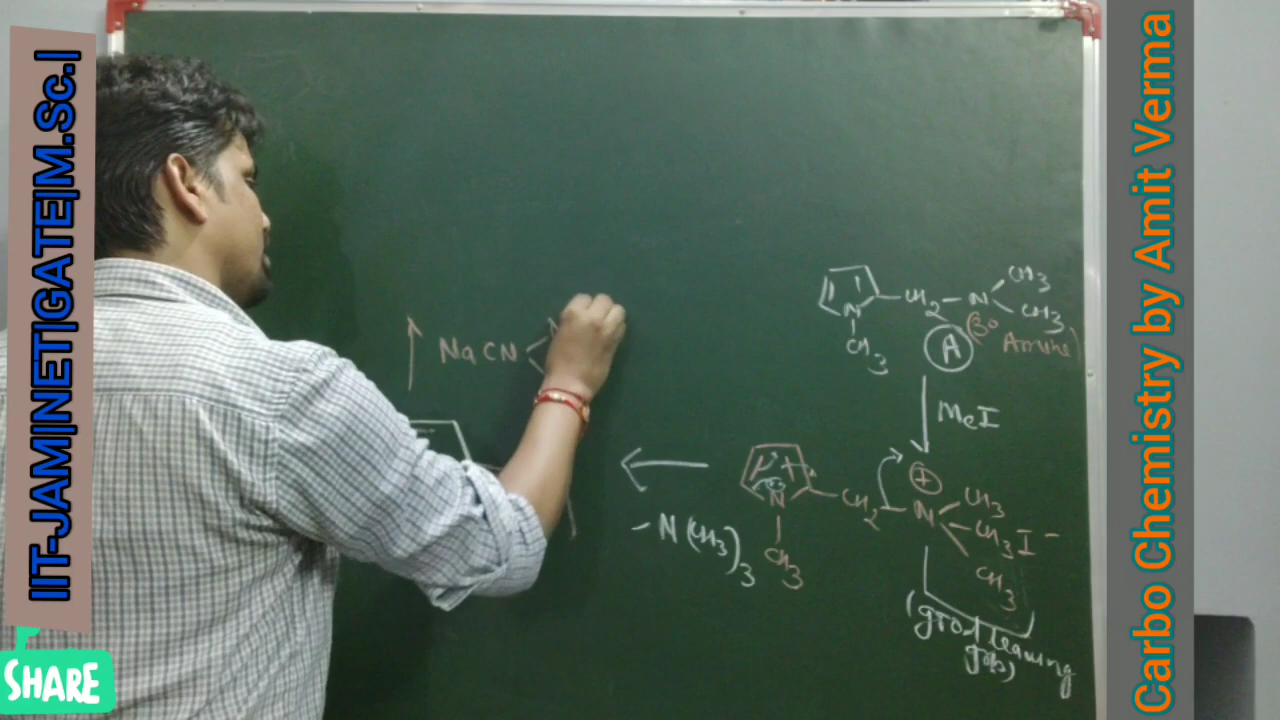 IIT-JAM|NET|GATE|M.Sc.|
SHARE
Carbo Chemistry by Amit Verma
CH3
CH2 - N
CH3
N
CH3
(3° Amine)
A
MeI
NaCN
N
CH2 - N
+
CH3
CH3 I-
CH3
CH3
- N(CH3)3
(good leaving